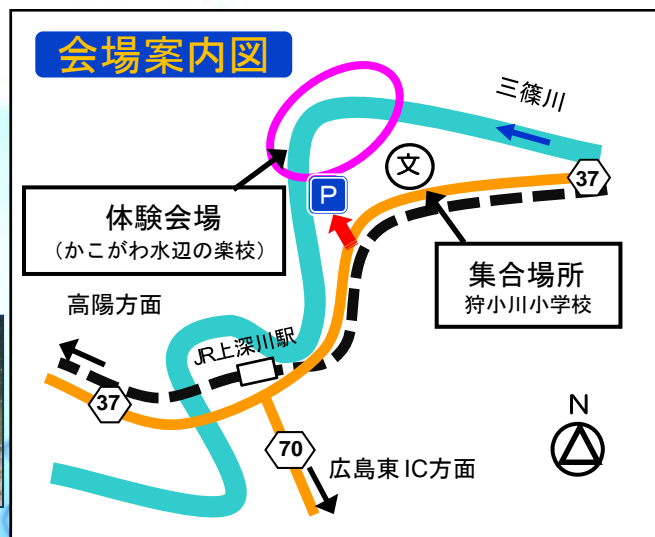 会場案内図
三篠川
文
37
P
体験会場
(かこがわ水辺の楽校)
集合場所
狩小川小学校
高陽方面
JR上深川駅
37
70
広島東IC方面
N